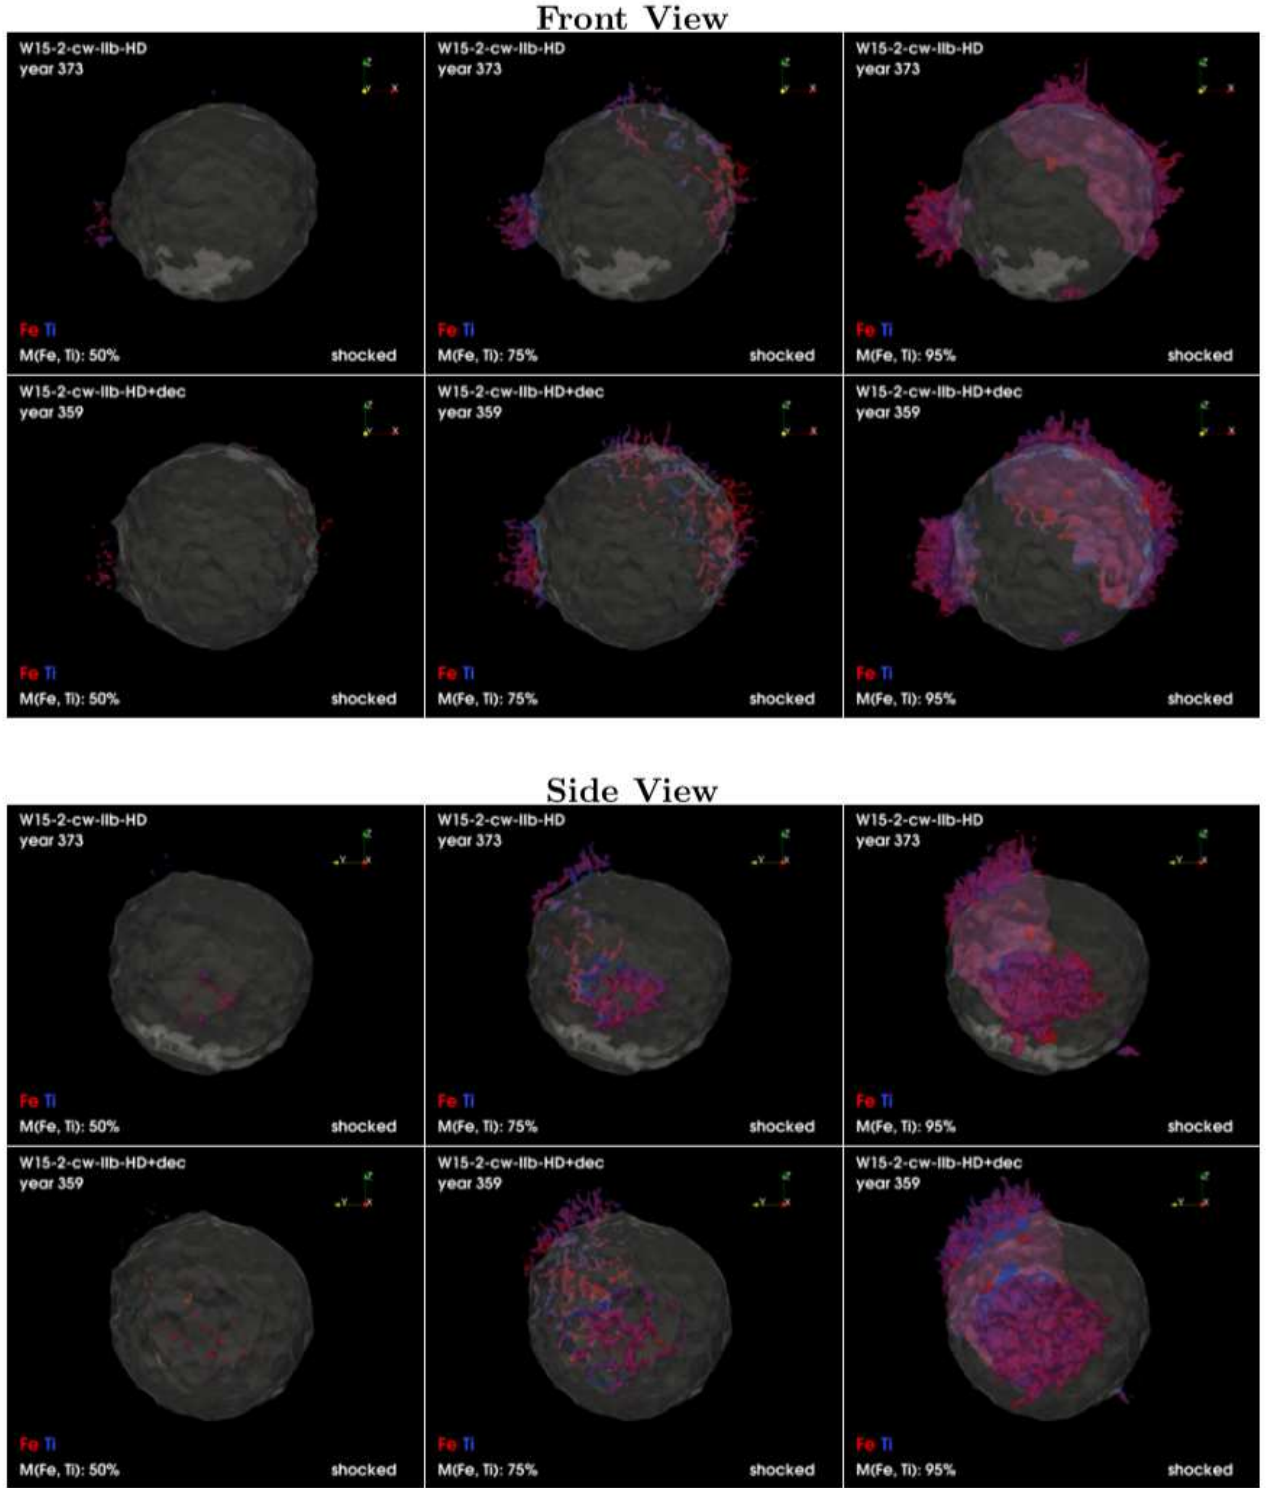 Front View
W15-2-cw-IIb-HD
year 373
Z
Y X
Fe Ti
M(Fe, Ti): 50%
shocked
W15-2-cw-IIb-HD
year 373
Z
Y X
Fe Ti
M(Fe, Ti): 75%
shocked
W15-2-cw-IIb-HD
year 373
Z
Y X
Fe Ti
M(Fe, Ti): 95%
shocked
W15-2-cw-IIb-HD+dec
year 359
Z
Y X
Fe Ti
M(Fe, Ti): 50%
shocked
W15-2-cw-IIb-HD+dec
year 359
Z
Y X
Fe Ti
M(Fe, Ti): 75%
shocked
W15-2-cw-IIb-HD+dec
year 359
Z
Y X
Fe Ti
M(Fe, Ti): 95%
shocked
Side View
W15-2-cw-IIb-HD
year 373
Z
Y X
Fe Ti
M(Fe, Ti): 50%
shocked
W15-2-cw-IIb-HD
year 373
Z
Y X
Fe Ti
M(Fe, Ti): 75%
shocked
W15-2-cw-IIb-HD
year 373
Z
Y X
Fe Ti
M(Fe, Ti): 95%
shocked
W15-2-cw-IIb-HD+dec
year 359
Z
Y X
Fe Ti
M(Fe, Ti): 50%
shocked
W15-2-cw-IIb-HD+dec
year 359
Z
Y X
Fe Ti
M(Fe, Ti): 75%
shocked
W15-2-cw-IIb-HD+dec
year 359
Z
Y X
Fe Ti
M(Fe, Ti): 95%
shocked